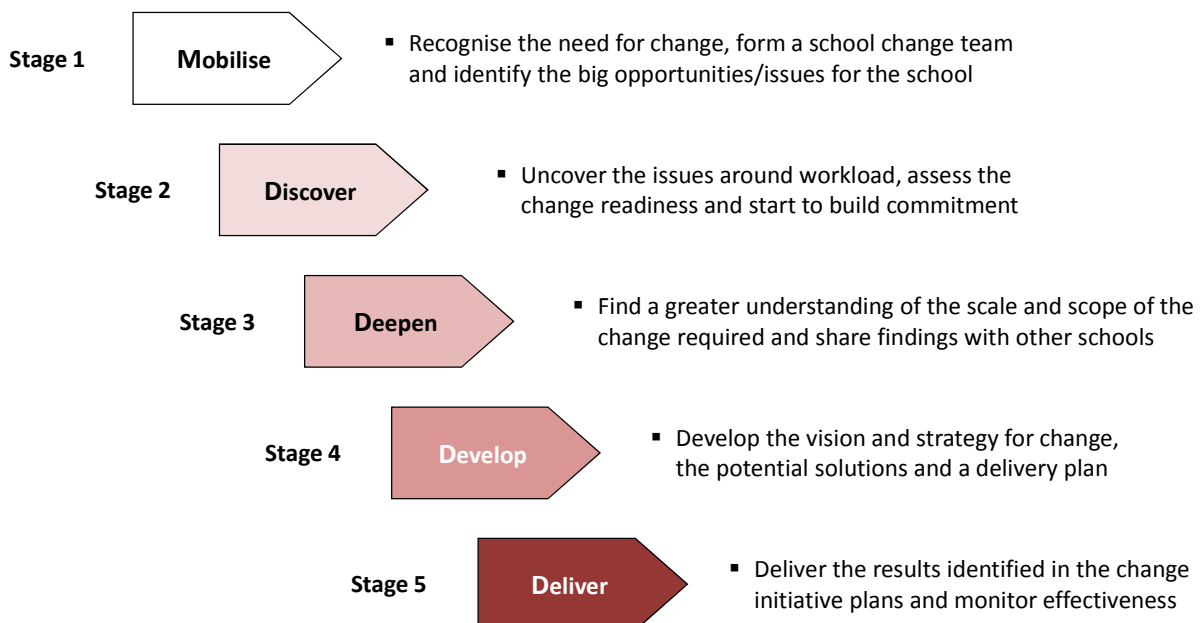 Stage 1
Mobilise
▪ Recognise the need for change, form a school change team
and identify the big opportunities/issues for the school
Stage 2
Discover
▪ Uncover the issues around workload, assess the
change readiness and start to build commitment
Stage 3
Deepen
▪ Find a greater understanding of the scale and scope of the
change required and share findings with other schools
Stage 4
Develop
▪ Develop the vision and strategy for change,
the potential solutions and a delivery plan
Stage 5
Deliver
▪ Deliver the results identified in the change
initiative plans and monitor effectiveness